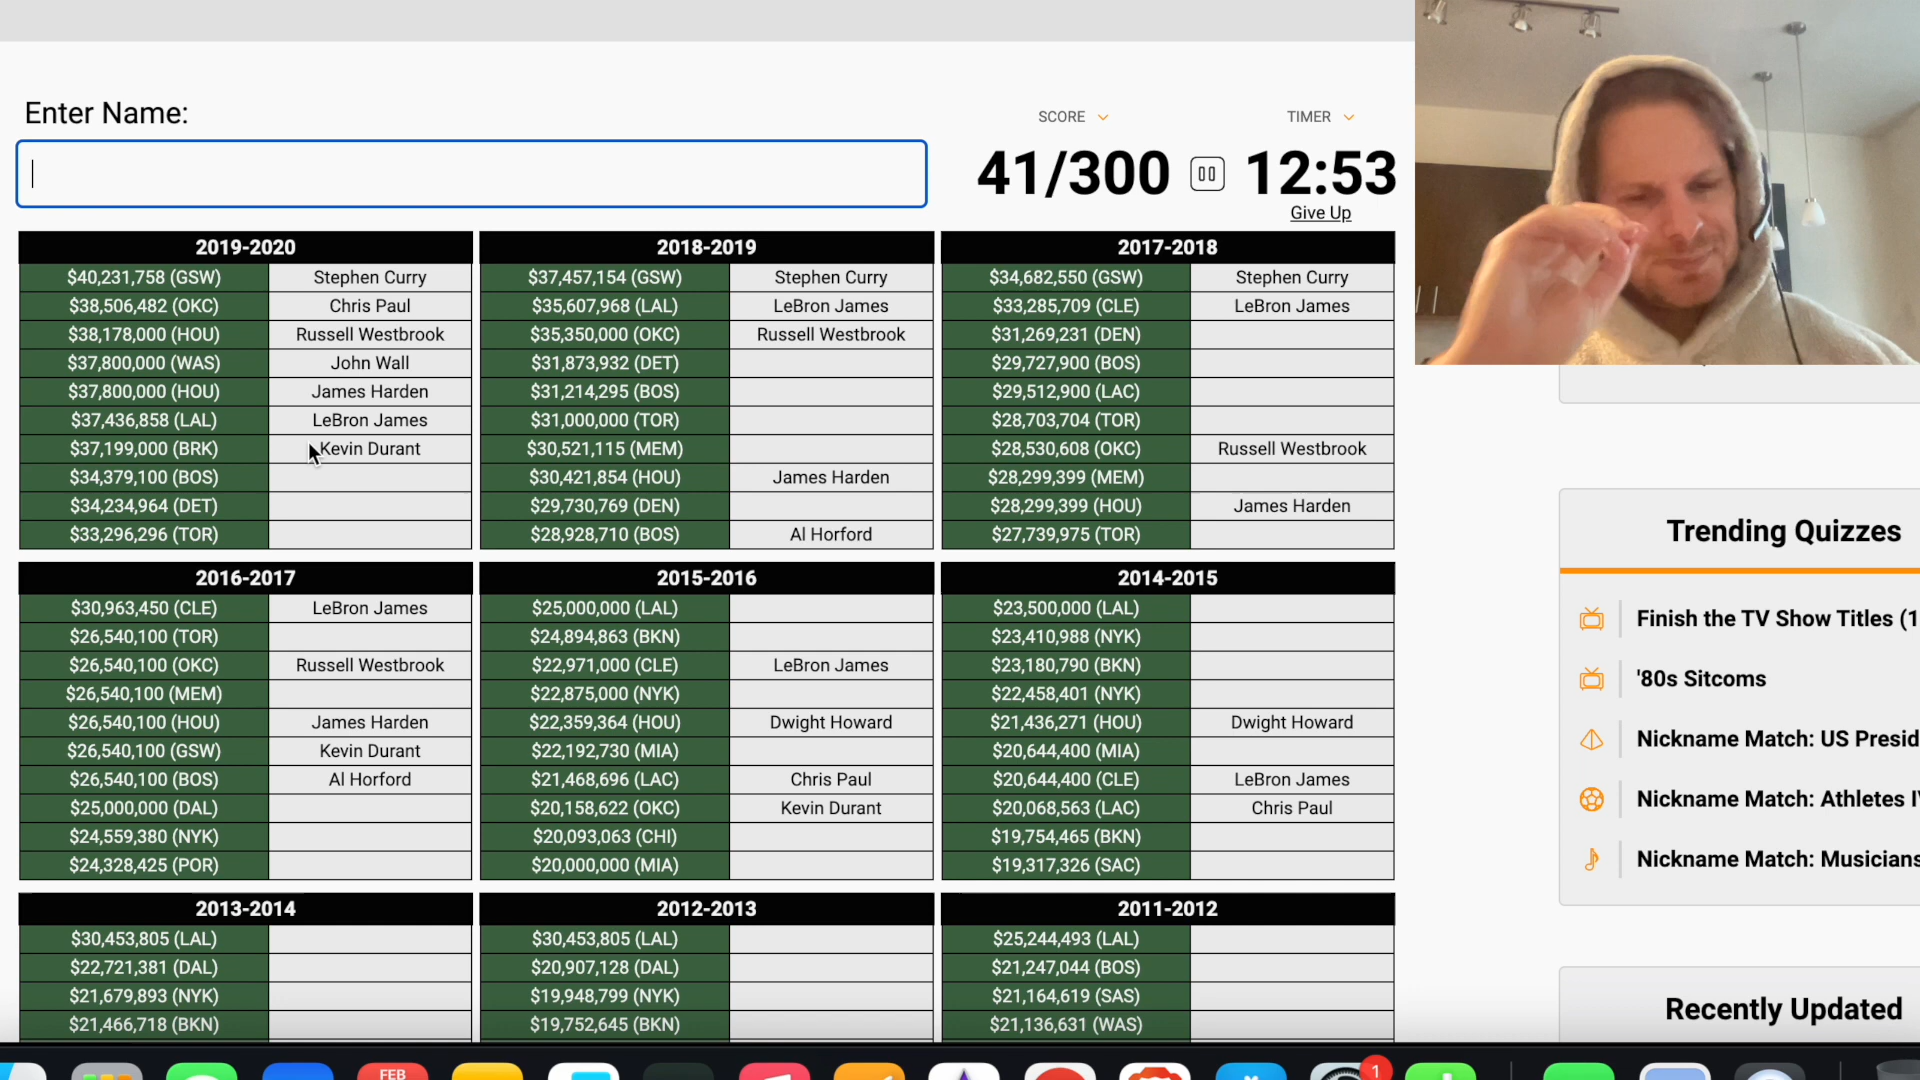 Enter Name:
SCORE
TIMER
41/300
12:53
Give Up
2019-2020
$40,231,758 (GSW) Stephen Curry
$38,506,482 (OKC) Chris Paul
$38,178,000 (HOU) Russell Westbrook
$37,800,000 (WAS) John Wall
$37,800,000 (HOU) James Harden
$37,436,858 (LAL) LeBron James
$37,199,000 (BRK) Kevin Durant
$34,379,100 (BOS)
$34,234,964 (DET)
$33,296,296 (TOR)
2018-2019
$37,457,154 (GSW) Stephen Curry
$35,607,968 (LAL) LeBron James
$35,350,000 (OKC) Russell Westbrook
$31,873,932 (DET)
$31,214,295 (BOS)
$31,000,000 (TOR)
$30,521,115 (MEM)
$30,421,854 (HOU) James Harden
$29,730,769 (DEN)
$28,928,710 (BOS) Al Horford
2017-2018
$34,682,550 (GSW) Stephen Curry
$33,285,709 (CLE) LeBron James
$31,269,231 (DEN)
$29,727,900 (BOS)
$29,512,900 (LAC)
$28,703,704 (TOR)
$28,530,608 (OKC) Russell Westbrook
$28,299,399 (MEM)
$28,299,399 (HOU) James Harden
$27,739,975 (TOR)
2016-2017
$30,963,450 (CLE) LeBron James
$26,540,100 (TOR)
$26,540,100 (OKC) Russell Westbrook
$26,540,100 (MEM)
$26,540,100 (HOU) James Harden
$26,540,100 (GSW) Kevin Durant
$26,540,100 (BOS) Al Horford
$25,000,000 (DAL)
$24,559,380 (NYK)
$24,328,425 (POR)
2015-2016
$25,000,000 (LAL)
$24,894,863 (BKN)
$22,971,000 (CLE) LeBron James
$22,875,000 (NYK)
$22,359,364 (HOU) Dwight Howard
$22,192,730 (MIA)
$21,468,696 (LAC) Chris Paul
$20,158,622 (OKC) Kevin Durant
$20,093,063 (CHI)
$20,000,000 (MIA)
2014-2015
$23,500,000 (LAL)
$23,410,988 (NYK)
$23,180,790 (BKN)
$22,458,401 (NYK)
$21,436,271 (HOU) Dwight Howard
$20,644,400 (MIA)
$20,644,400 (CLE) LeBron James
$20,068,563 (LAC) Chris Paul
$19,754,465 (BKN)
$19,317,326 (SAC)
2013-2014
$30,453,805 (LAL)
$22,721,381 (DAL)
$21,679,893 (NYK)
$21,466,718 (BKN)
2012-2013
$30,453,805 (LAL)
$20,907,128 (DAL)
$19,948,799 (NYK)
$19,752,645 (BKN)
2011-2012
$25,244,493 (LAL)
$21,247,044 (BOS)
$21,164,619 (SAS)
$21,136,631 (WAS)
Trending Quizzes
Finish the TV Show Titles (1
'80s Sitcoms
Nickname Match: US Presid
Nickname Match: Athletes I
Nickname Match: Musicians
Recently Updated
FEB
1